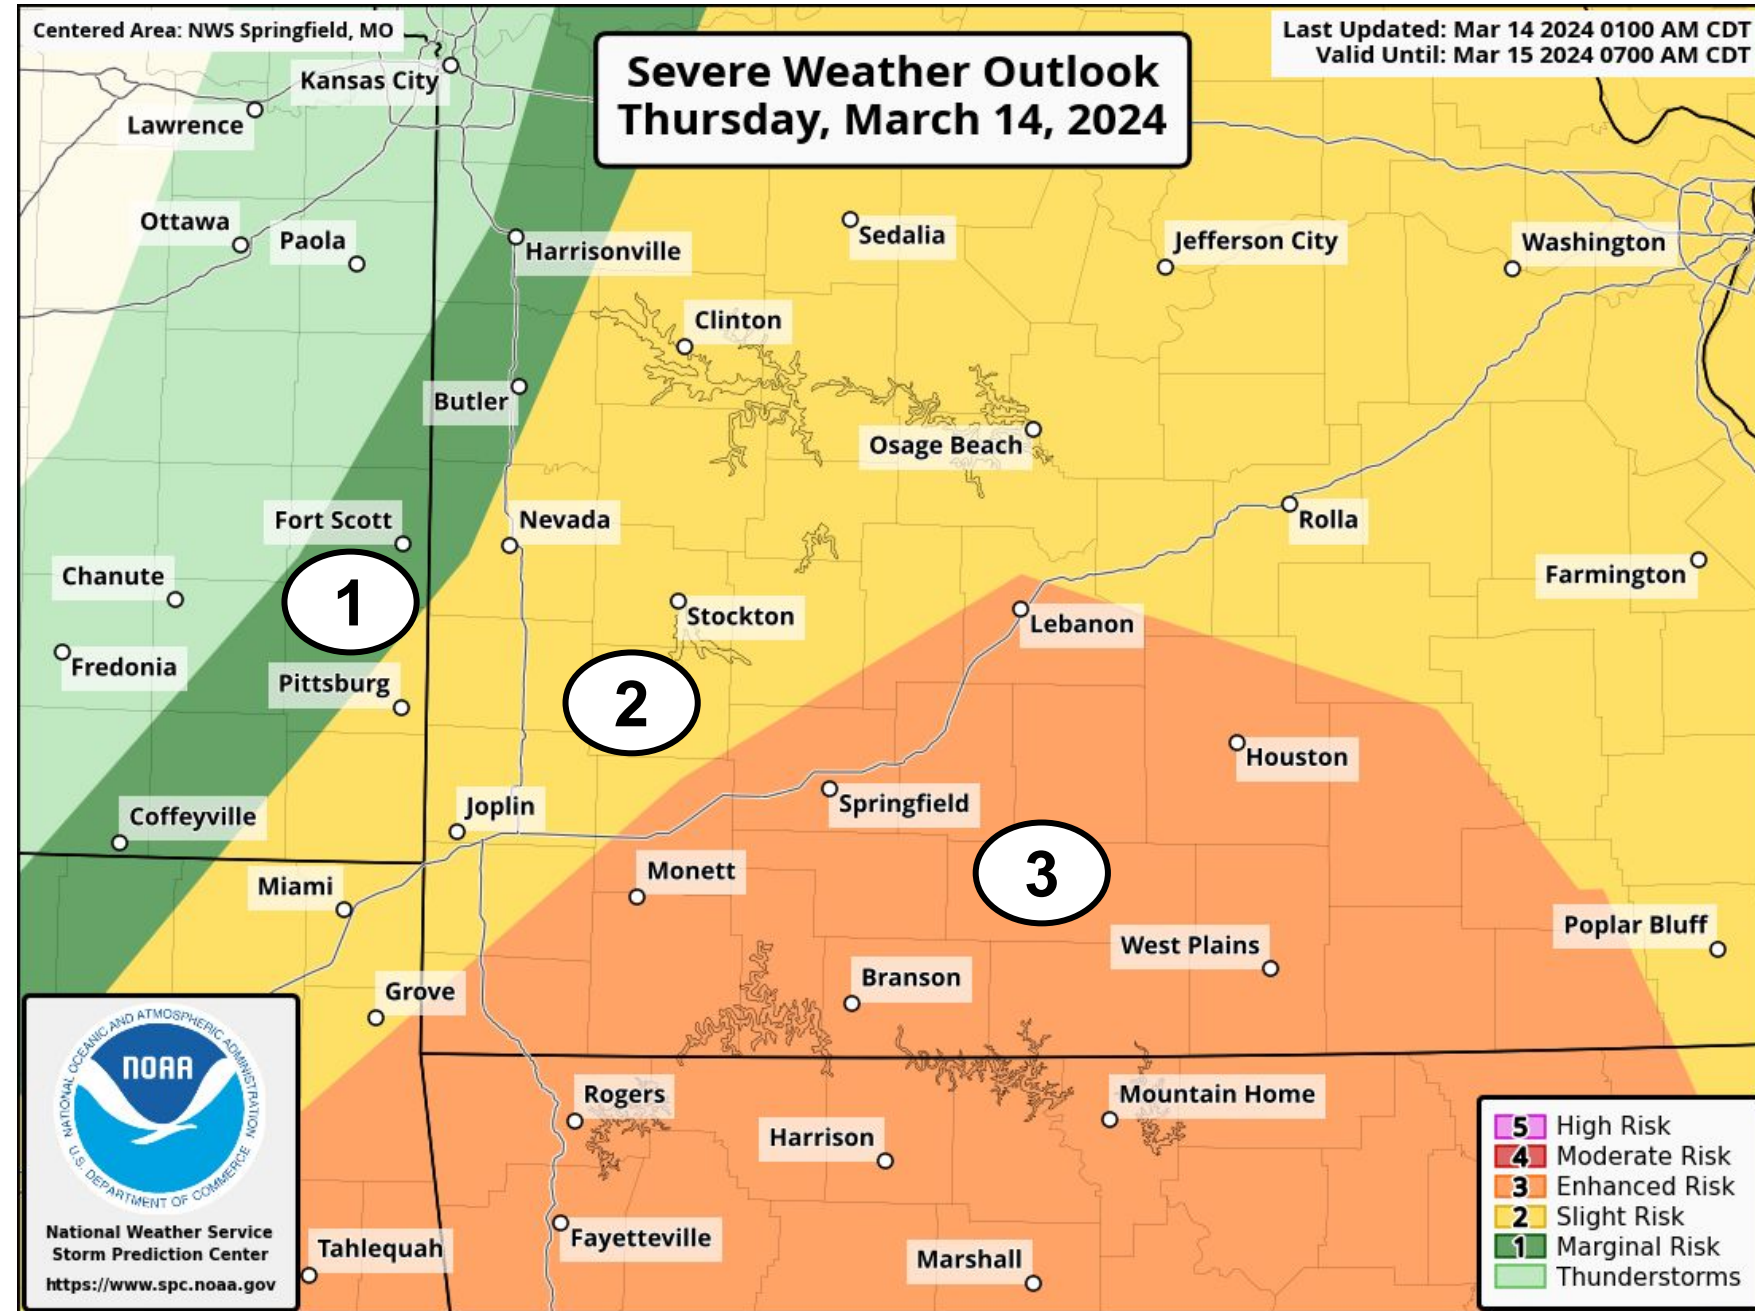 Centered Area: NWS Springfield, MO
Last Updated: Mar 14 2024 0100 AM CDT
Valid Until: Mar 15 2024 0700 AM CDT
Severe Weather Outlook
Thursday, March 14, 2024
Kansas City
Lawrence
Ottawa
Paola
Harrisonville
Sedalia
Jefferson City
Washington
Clinton
Butler
Osage Beach
Fort Scott
Nevada
Rolla
Chanute
Farmington
1
Stockton
Lebanon
Fredonia
Pittsburg
2
Houston
Coffeyville
Joplin
Springfield
Monett
3
Miami
Poplar Bluff
West Plains
Branson
Grove
Rogers
Mountain Home
Harrison
Fayetteville
Tahlequah
Marshall
NATIONAL OCEANIC AND ATMOSPHERIC ADMINISTRATION
NOAA
U.S. DEPARTMENT OF COMMERCE
National Weather Service
Storm Prediction Center
https://www.spc.noaa.gov
5 High Risk
4 Moderate Risk
3 Enhanced Risk
2 Slight Risk
1 Marginal Risk
Thunderstorms